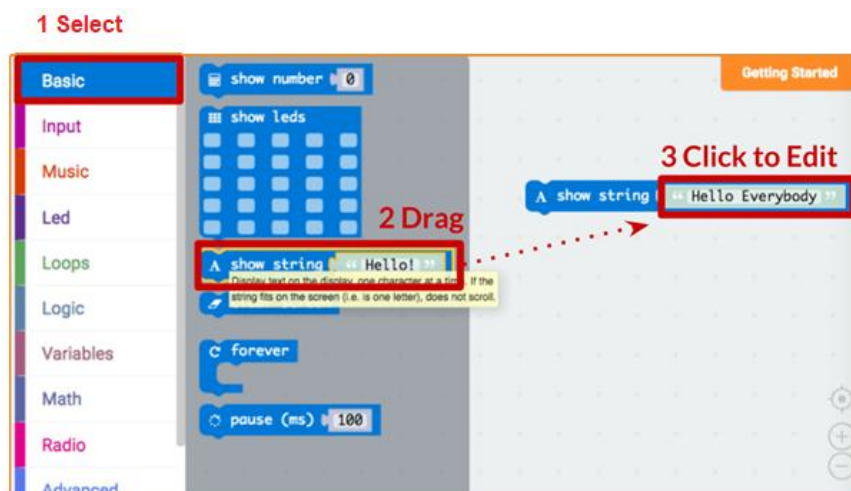 1 Select
Basic
Input
Music
Led
Loops
Logic
Variables
Math
Radio
Advanced
show number 0
show leds
2 Drag
A show string “ Hello! ”
Display text on the display, one character at a time. If the
string fits on the screen (i.e. is one letter), does not scroll.
forever
pause (ms) 100
Getting Started
3 Click to Edit
A show string “ Hello Everybody ”